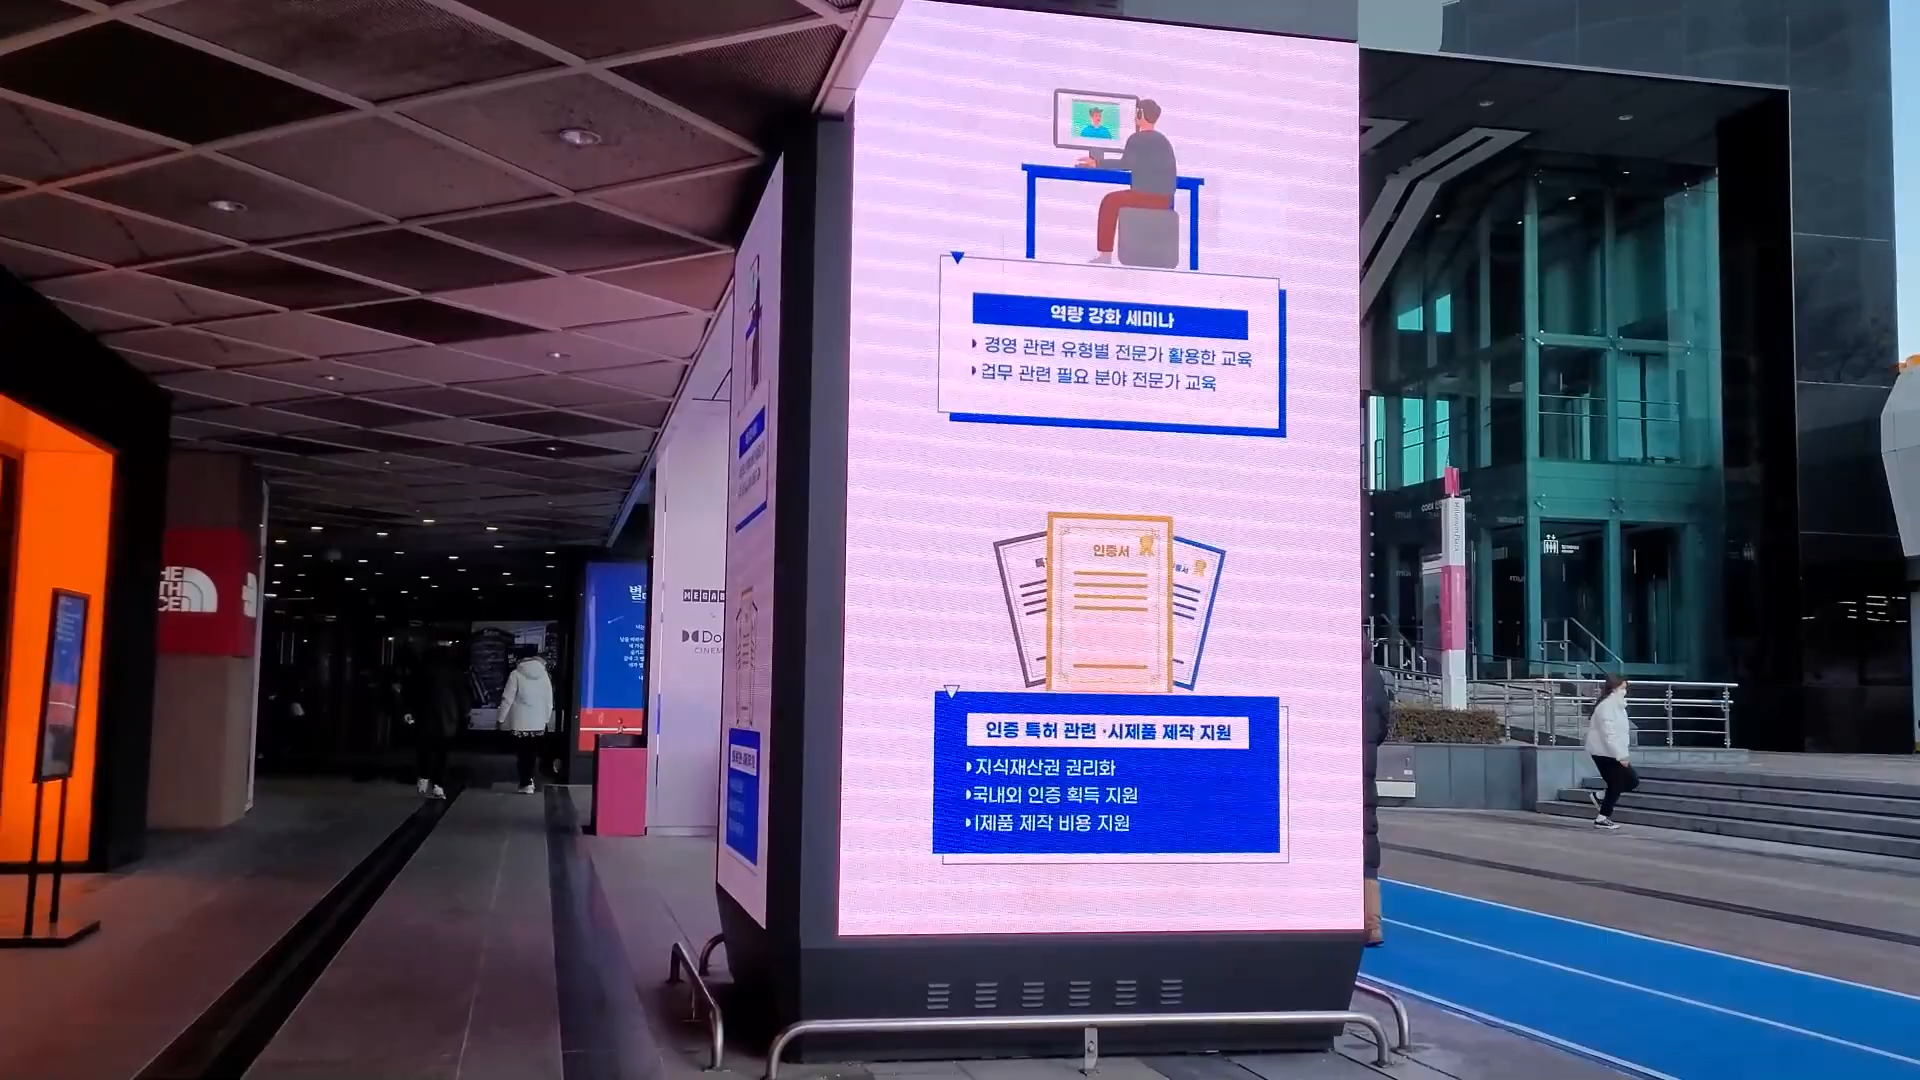 역량 강화 세미나
경영 관련 유형별 전문가 활용한 교육
업무 관련 필요 분야 전문가 교육
인증서
인증 특허 관련·시제품 제작 지원
지식재산권 권리화
국내외 인증 획득 지원
시제품 제작 비용 지원
THE
NORTH
FACE
MEGAB
Do
CINEM
별